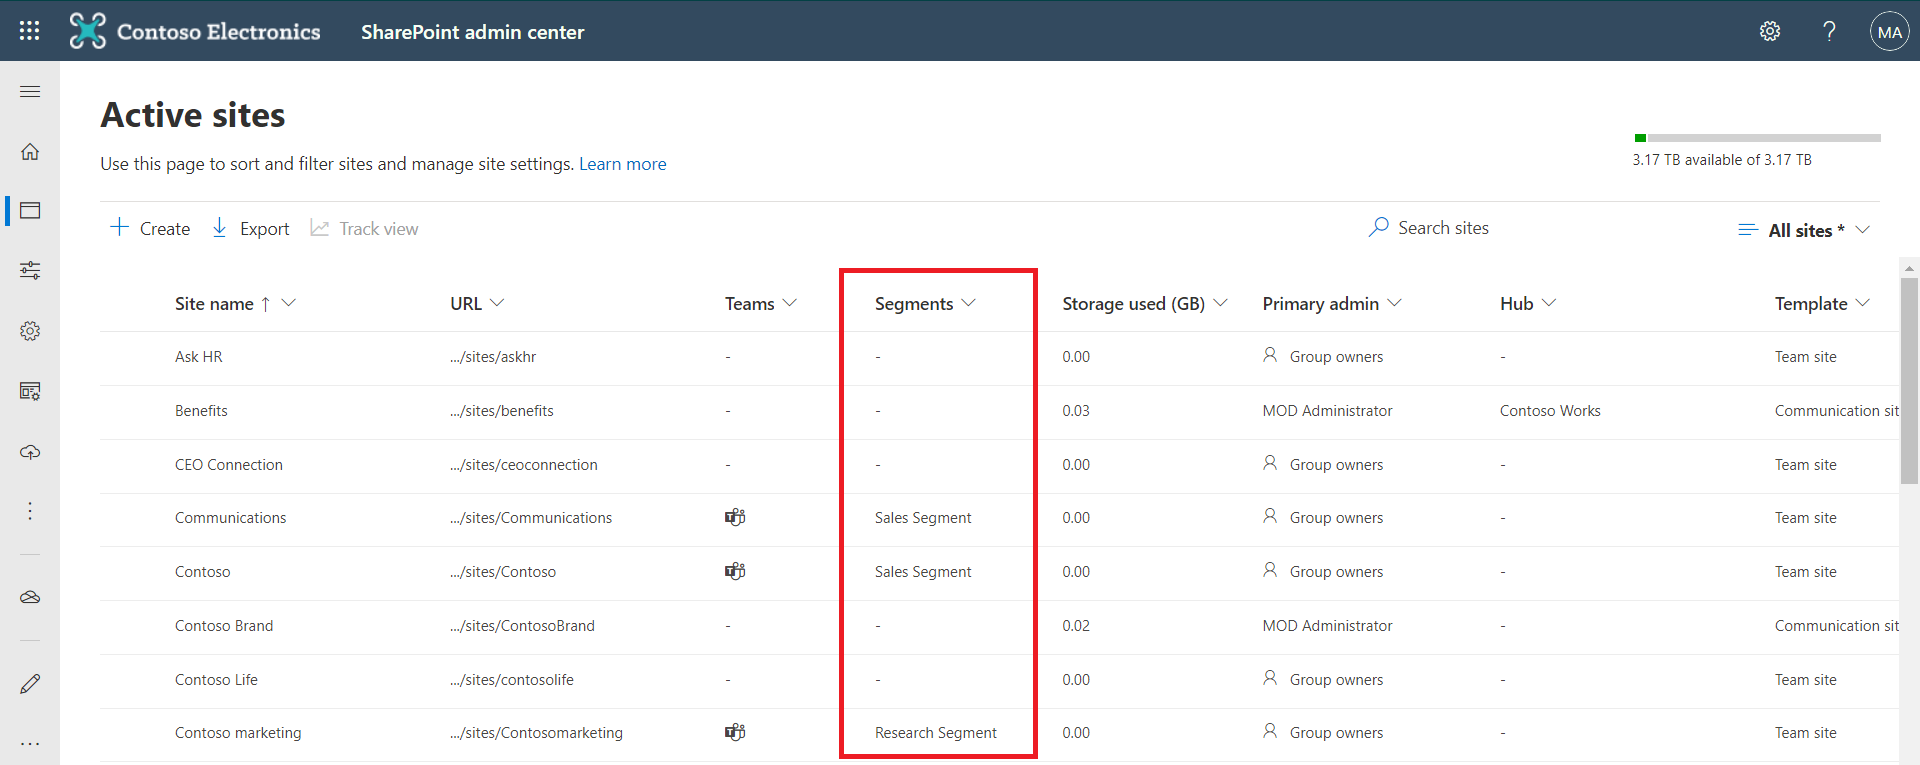 Contoso Electronics SharePoint admin center MA
Active sites
Use this page to sort and filter sites and manage site settings. Learn more
3.17 TB available of 3.17 TB
Create Export Track view Search sites All sites *
Site name ↑ URL Teams Segments Storage used (GB) Primary admin Hub Template
Ask HR .../sites/askhr - - 0.00 Group owners - Team site
Benefits .../sites/benefits - - 0.03 MOD Administrator Contoso Works Communication sit
CEO Connection .../sites/ceoconnection - - 0.00 Group owners - Team site
Communications .../sites/Communications Sales Segment 0.00 Group owners - Team site
Contoso .../sites/Contoso Sales Segment 0.00 Group owners - Team site
Contoso Brand .../sites/ContosoBrand - - 0.02 MOD Administrator - Communication sit
Contoso Life .../sites/contosolife - - 0.00 Group owners - Team site
Contoso marketing .../sites/Contosomarketing Research Segment 0.00 Group owners - Team site